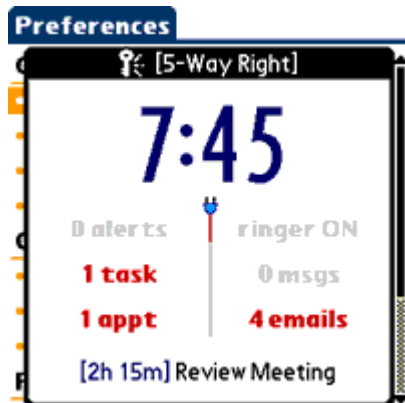 Preferences
[5-Way Right]
7:45
0 alerts
ringer ON
1 task
0 msgs
1 appt
4 emails
[2h 15m] Review Meeting